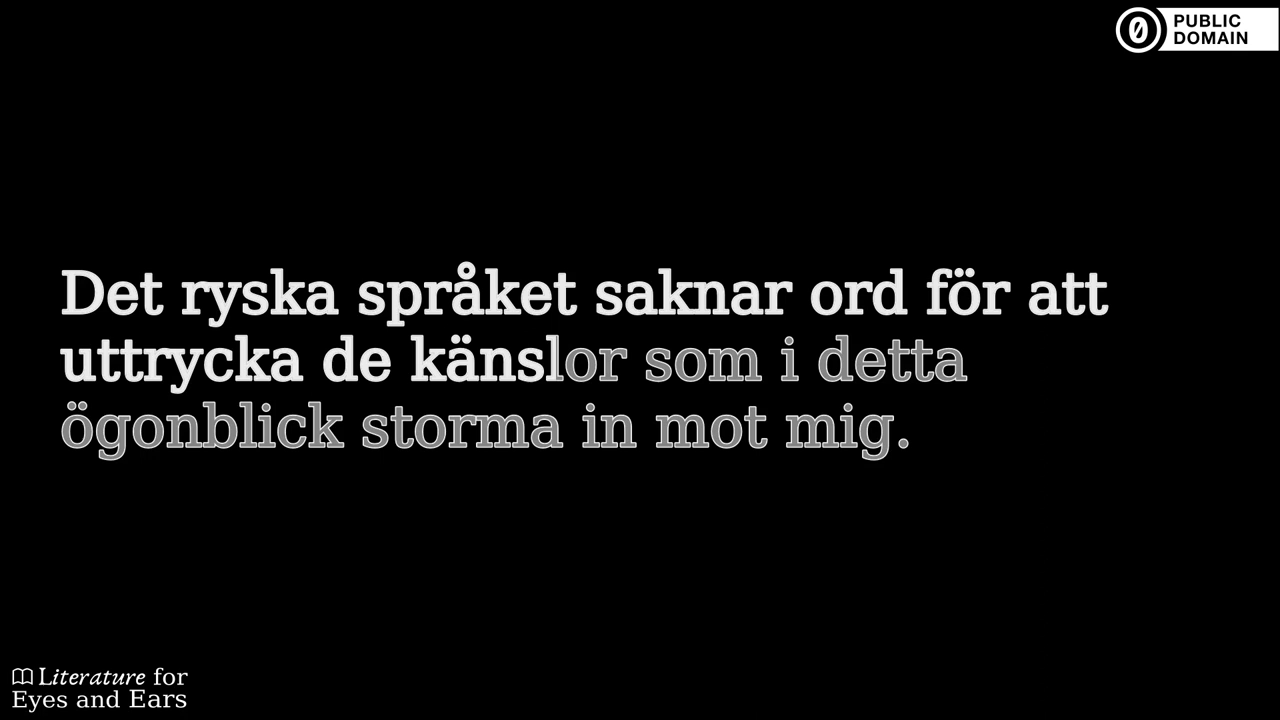 PUBLIC
DOMAIN
Det ryska språket saknar ord för att
uttrycka de känslor som i detta
ögonblick storma in mot mig.
Literature for
Eyes and Ears